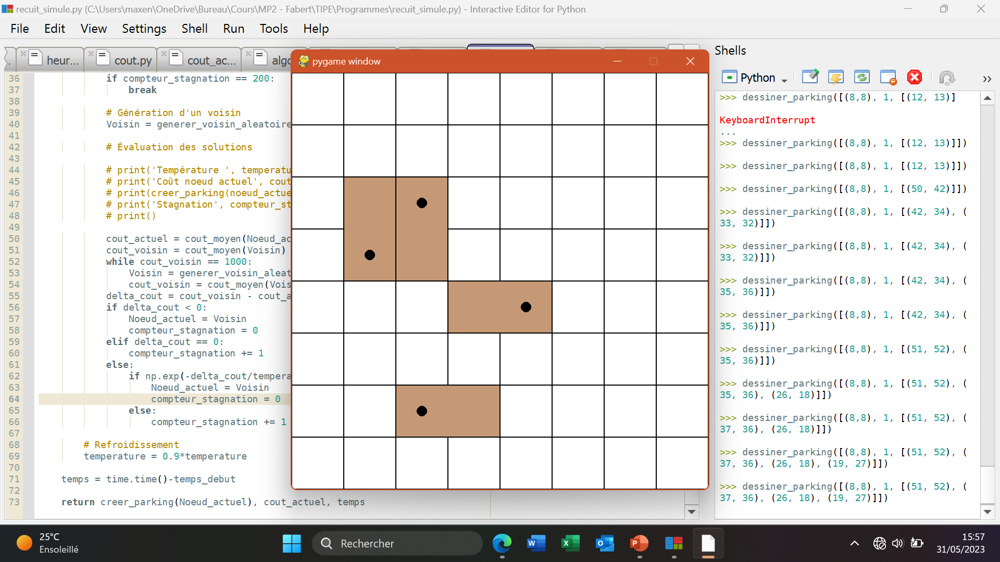 recuit_simule.py (C:\Users\maxen\OneDrive\Bureau\Cours\MP2 - Fabert\TIPE\Programmes\recuit_simule.py) - Interactive Editor for Python
File Edit View Settings Shell Run Tools Help
heur... cout.py cout_ac... algo
36 if compteur_stagnation == 200:
37 break
38
39 # Génération d'un voisin
40 Voisin = generer_voisin_aleatoire
41
42 # Évaluation des solutions
43
44 # print('Température ', temperatu
45 # print('Coût noeud actuel', cout
46 # print(creer_parking(noeud_actue
47 # print('Stagnation', compteur_st
48 # print()
49
50 cout_actuel = cout_moyen(Noeud_ac
51 cout_voisin = cout_moyen(Voisin)
52 while cout_voisin == 1000:
53 Voisin = generer_voisin_aleat
54 cout_voisin = cout_moyen(Vois
55 delta_cout = cout_voisin - cout_a
56 if delta_cout < 0:
57 Noeud_actuel = Voisin
58 compteur_stagnation = 0
59 elif delta_cout == 0:
60 compteur_stagnation += 1
61 else:
62 if np.exp(-delta_cout/tempera
63 Noeud_actuel = Voisin
64 compteur_stagnation = 0
65 else:
66 compteur_stagnation += 1
67
68 # Refroidissement
69 temperature = 0.9*temperature
70
71 temps = time.time()-temps_debut
72
73 return creer_parking(Noeud_actuel), cout_actuel, temps
pygame window
Shells
Python
>>> dessiner_parking([(8,8), 1, [(12, 13)]
KeyboardInterrupt
...
>>> dessiner_parking([(8,8), 1, [(12, 13)]])
>>> dessiner_parking([(8,8), 1, [(12, 13)]])
>>> dessiner_parking([(8,8), 1, [(50, 42)]])
>>> dessiner_parking([(8,8), 1, [(42, 34), (
33, 32)]])
>>> dessiner_parking([(8,8), 1, [(42, 34), (
33, 32)]])
>>> dessiner_parking([(8,8), 1, [(42, 34), (
35, 36)]])
>>> dessiner_parking([(8,8), 1, [(42, 34), (
35, 36)]])
>>> dessiner_parking([(8,8), 1, [(51, 52), (
35, 36)]])
>>> dessiner_parking([(8,8), 1, [(51, 52), (
35, 36), (26, 18)]])
>>> dessiner_parking([(8,8), 1, [(51, 52), (
37, 36), (26, 18)]])
>>> dessiner_parking([(8,8), 1, [(51, 52), (
37, 36), (26, 18), (19, 27)]])
>>> dessiner_parking([(8,8), 1, [(51, 52), (
37, 36), (26, 18), (19, 27)]])
25°C
Ensoleillé
Rechercher
15:57
31/05/2023